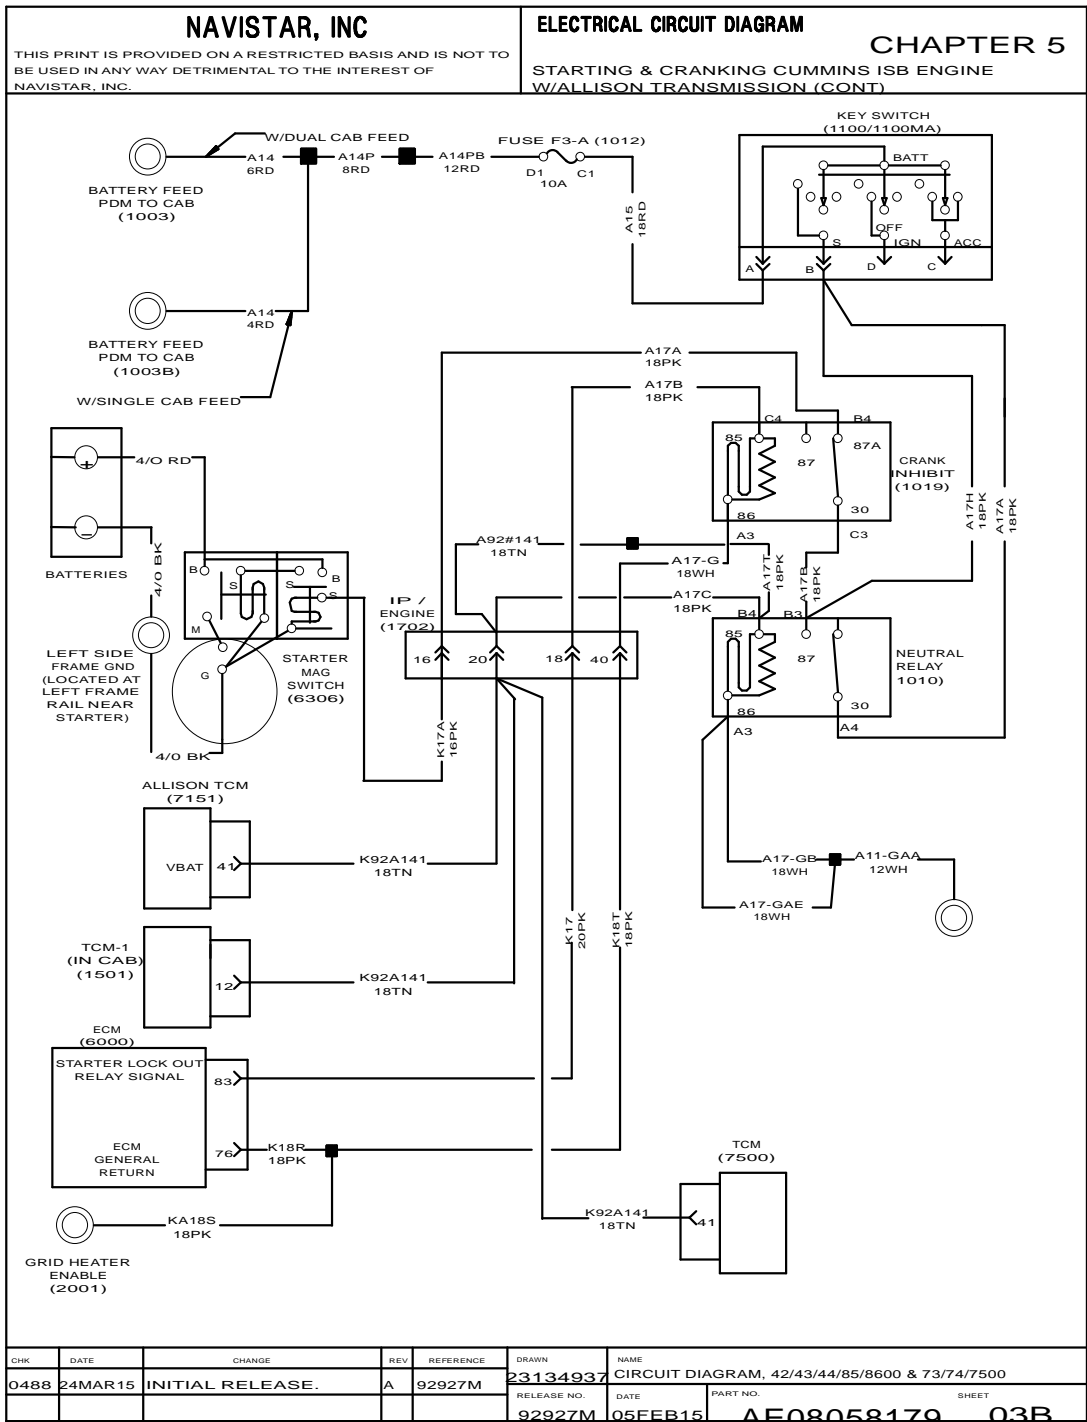 NAVISTAR, INC
THIS PRINT IS PROVIDED ON A RESTRICTED BASIS AND IS NOT TO
BE USED IN ANY WAY DETRIMENTAL TO THE INTEREST OF
NAVISTAR, INC.
ELECTRICAL CIRCUIT DIAGRAM
CHAPTER 5
STARTING & CRANKING CUMMINS ISB ENGINE
W/ALLISON TRANSMISSION (CONT)
KEY SWITCH
(1100/1100MA)
BATT
OFF
S
IGN
ACC
A
B
D
C
W/DUAL CAB FEED
A14
6RD
A14P
8RD
A14PB
12RD
FUSE F3-A (1012)
D1
C1
10A
A15
18RD
BATTERY FEED
PDM TO CAB
(1003)
A14
4RD
BATTERY FEED
PDM TO CAB
(1003B)
W/SINGLE CAB FEED
A17A
18PK
A17B
18PK
C4
B4
85
87
87A
86
30
CRANK
INHIBIT
(1019)
A3
C3
A17H
18PK
A17A
18PK
+
4/O RD
−
BATTERIES
4/0 BK
B
S
S
B
S
M
G
STARTER
MAG
SWITCH
(6306)
LEFT SIDE
FRAME GND
(LOCATED AT
LEFT FRAME
RAIL NEAR
STARTER)
4/0 BK
A92#141
18TN
A17-G
18WH
A17T
18PK
A17B
18PK
A17C
18PK
IP /
ENGINE
(1702)
16
20
18
40
B4
B3
85
87
86
30
NEUTRAL
RELAY
1010)
A3
A4
K17A
16PK
ALLISON TCM
(7151)
VBAT
41
K92A141
18TN
A17-GB
18WH
A11-GAA
12WH
A17-GAE
18WH
K17
20PK
K18T
18PK
TCM-1
(IN CAB)
(1501)
12
K92A141
18TN
ECM
(6000)
STARTER LOCK OUT
RELAY SIGNAL
83
ECM
GENERAL
RETURN
76
K18R
18PK
KA18S
18PK
GRID HEATER
ENABLE
(2001)
TCM
(7500)
K92A141
18TN
41
CHK
DATE
CHANGE
REV
REFERENCE
DRAWN
NAME
0488
24MAR15
INITIAL RELEASE.
A
92927M
23134937
CIRCUIT DIAGRAM, 42/43/44/85/8600 & 73/74/7500
RELEASE NO.
DATE
PART NO.
SHEET
92927M
05FEB15
AE08058179
03B